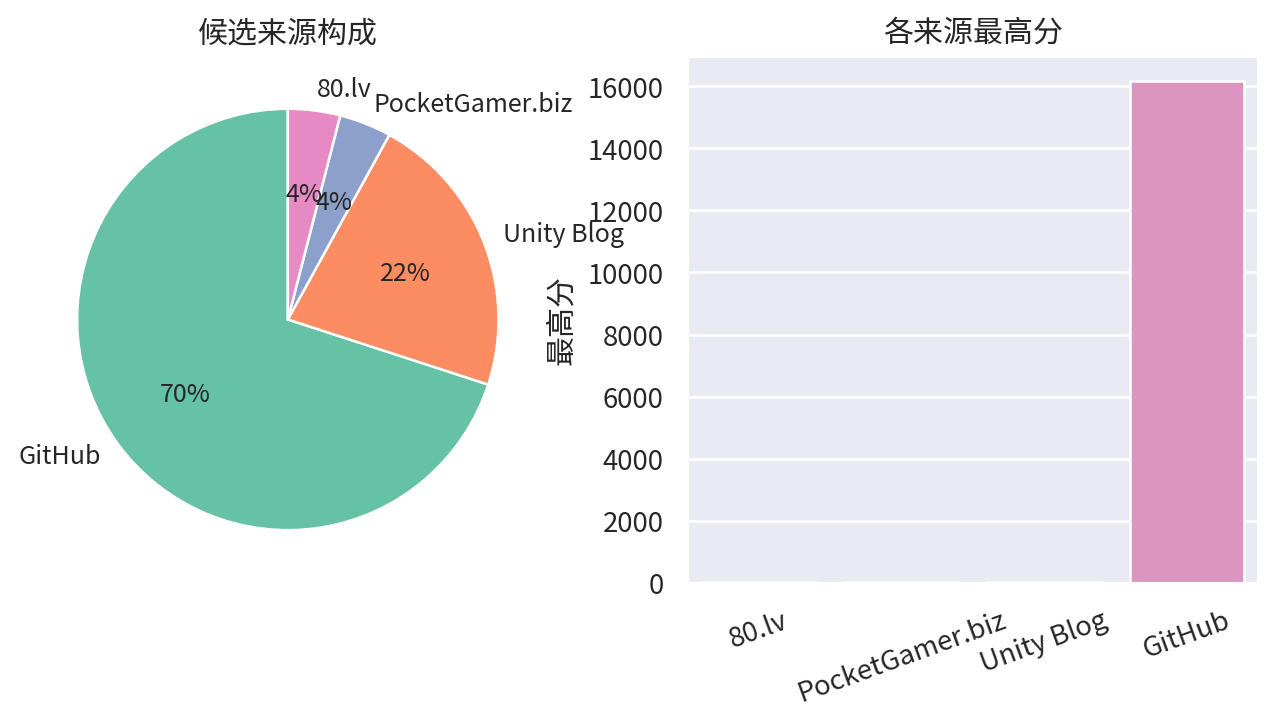 候选来源构成
80.lv
PocketGamer.biz
4%
4%
Unity Blog
22%
70%
GitHub
各来源最高分
最高分
16000
14000
12000
10000
8000
6000
4000
2000
0
80.lv
PocketGamer.biz
Unity Blog
GitHub